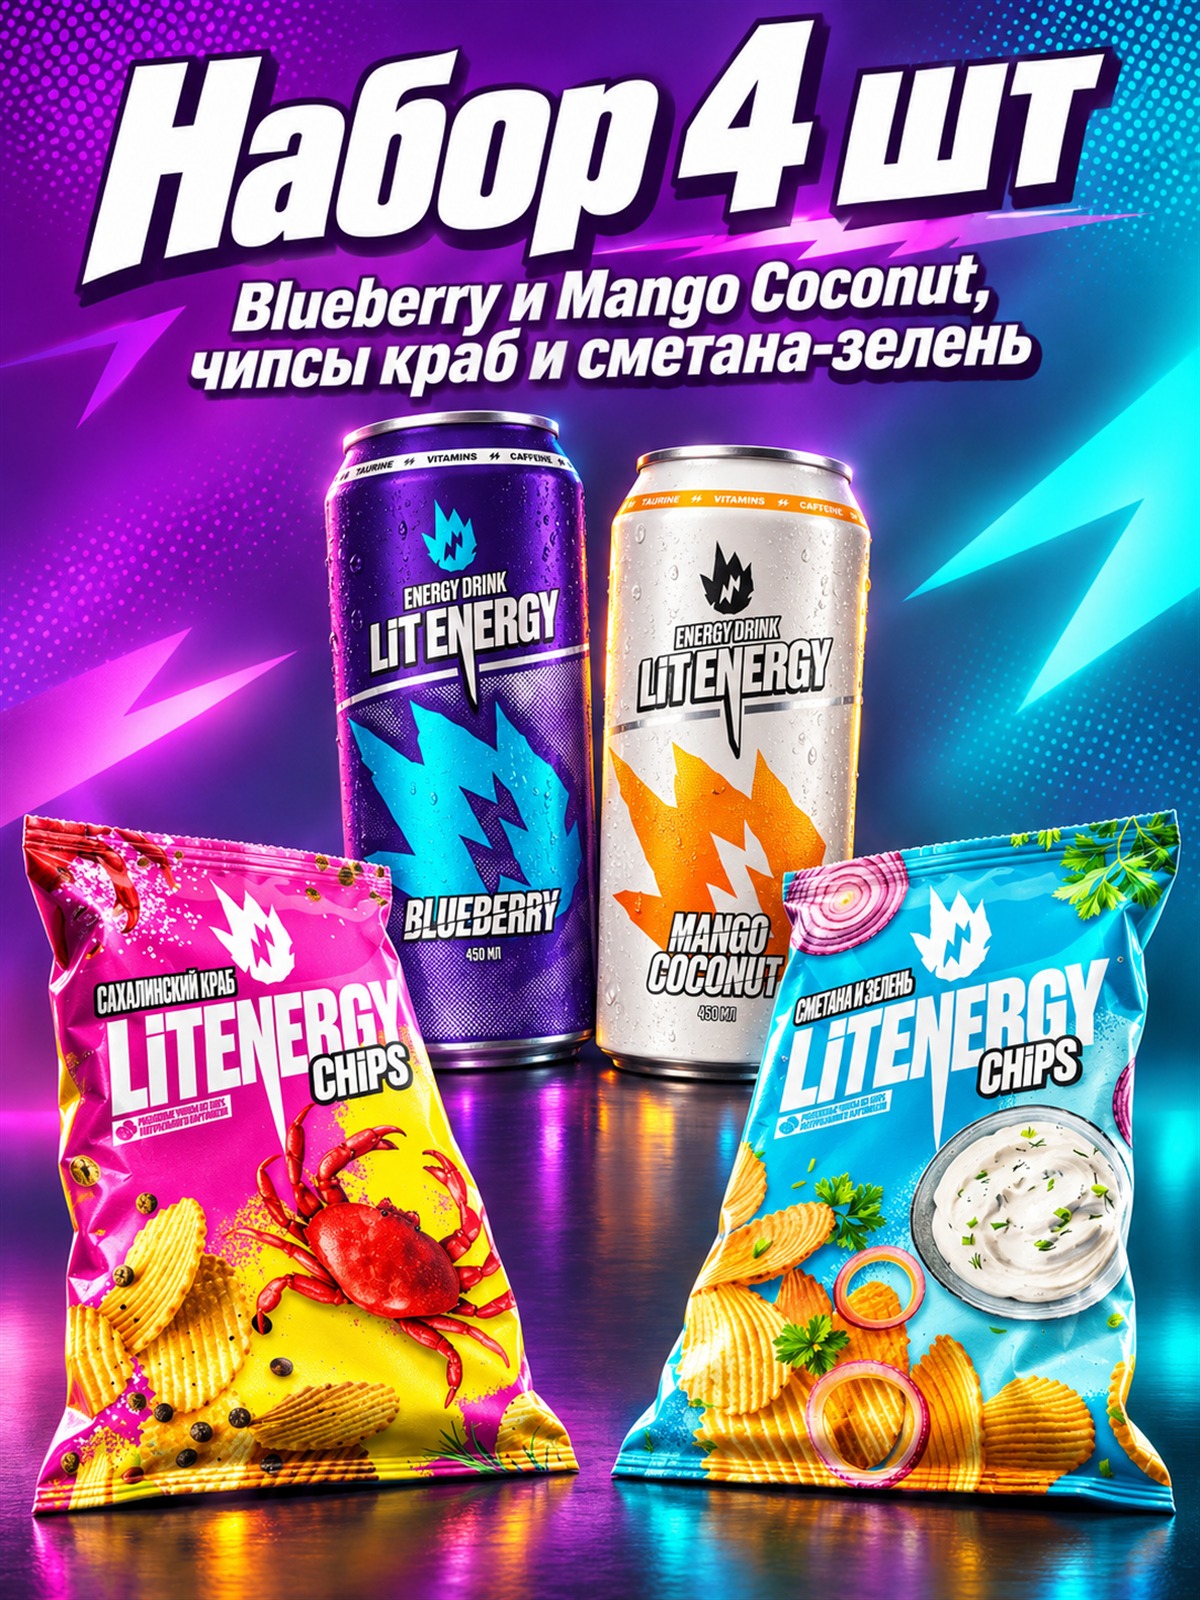 Набор 4 шт
Blueberry и Mango Coconut,
чипсы краб и сметана-зелень
TAURINE VITAMINS CAFFEINE
ENERGY DRINK
LIT ENERGY
BLUEBERRY
450 МЛ
TAURINE VITAMINS CAFFEINE
ENERGY DRINK
LIT ENERGY
MANGO
COCONUT
450 МЛ
САХАЛИНСКИЙ КРАБ
LITENERGY
CHIPS
СМЕТАНА И ЗЕЛЕНЬ
LITENERGY
CHIPS